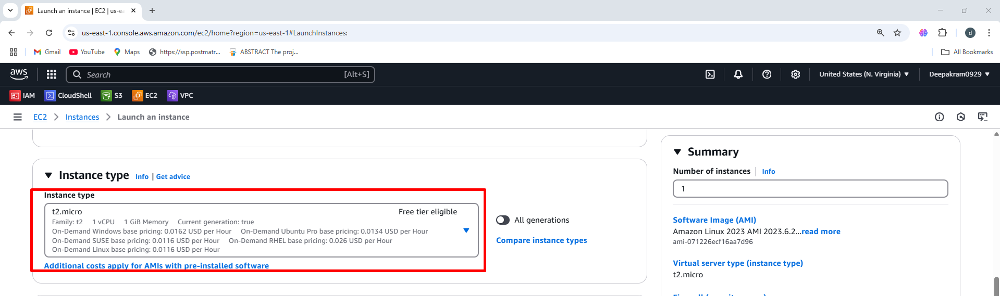 Launch an instance | EC2 | us-ea
us-east-1.console.aws.amazon.com/ec2/home?region=us-east-1#LaunchInstances:
d
Gmail YouTube Maps https://ssp.postmatr... ABSTRACT The proj... All Bookmarks
aws Search [Alt+S] United States (N. Virginia) Deepakram0929
IAM CloudShell S3 EC2 VPC
EC2 Instances Launch an instance
Instance type Info | Get advice
Instance type
t2.micro Free tier eligible
Family: t2 1 vCPU 1 GiB Memory Current generation: true
On-Demand Windows base pricing: 0.0162 USD per Hour On-Demand Ubuntu Pro base pricing: 0.0134 USD per Hour
On-Demand SUSE base pricing: 0.0116 USD per Hour On-Demand RHEL base pricing: 0.026 USD per Hour
On-Demand Linux base pricing: 0.0116 USD per Hour
Additional costs apply for AMIs with pre-installed software
All generations
Compare instance types
Summary
Number of instances Info
1
Software Image (AMI)
Amazon Linux 2023 AMI 2023.6.2...read more
ami-071226ecf16aa7d96
Virtual server type (instance type)
t2.micro